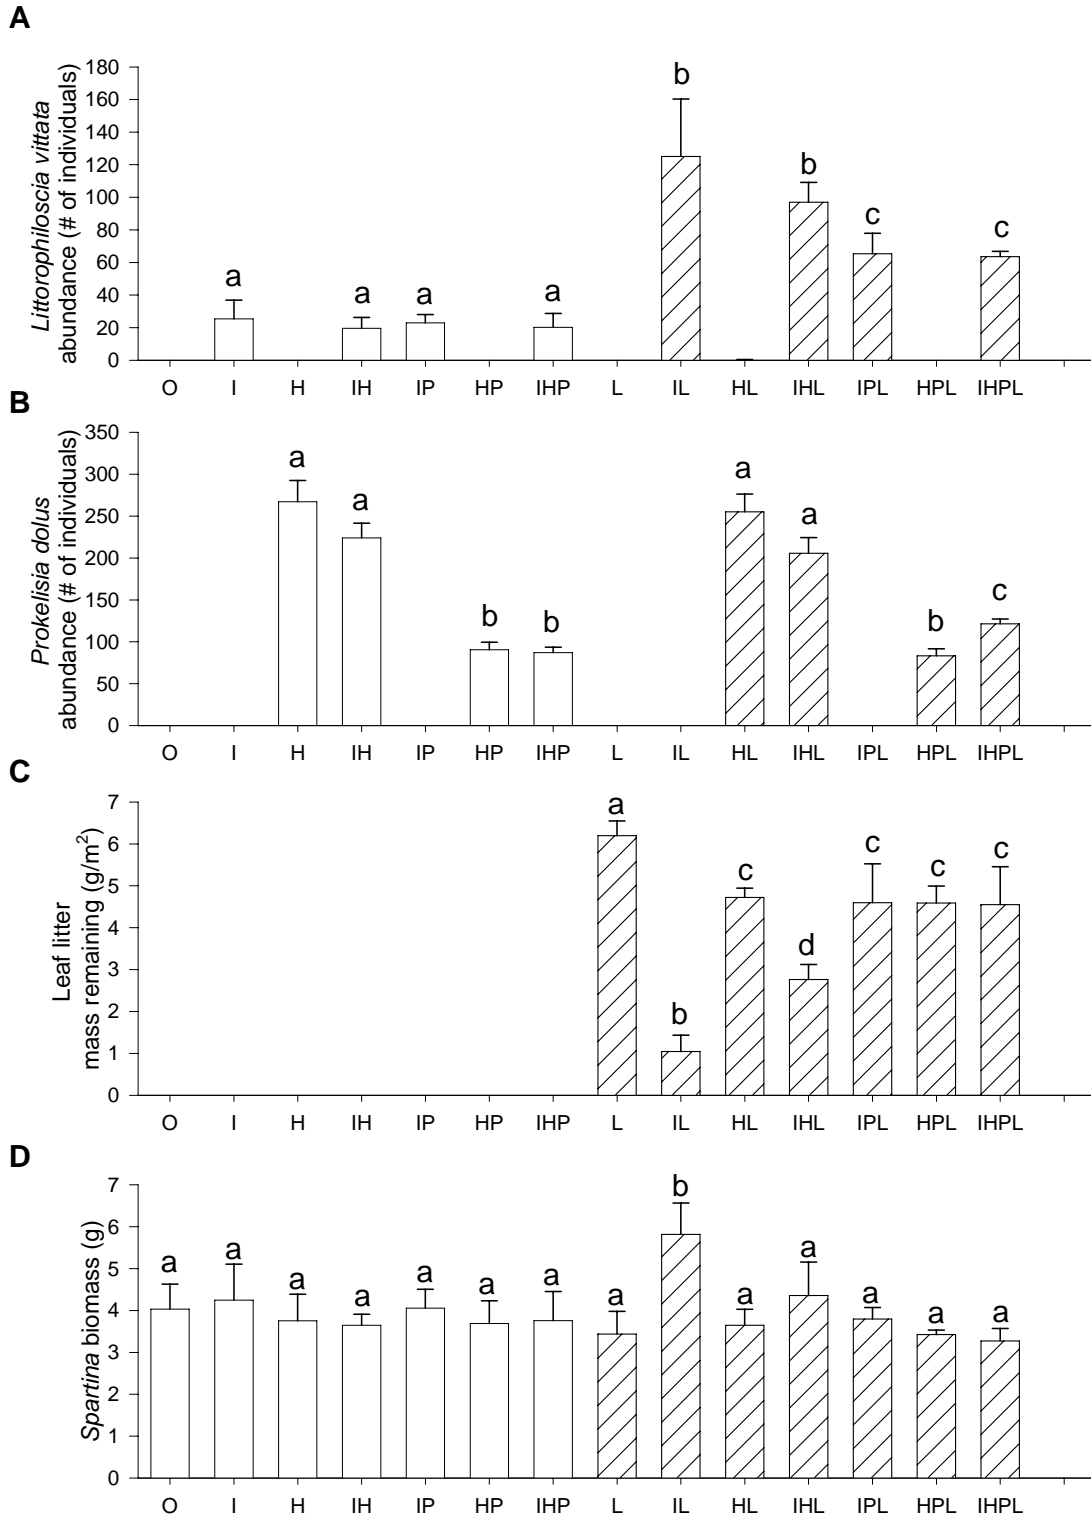 A
Littorophiloscia vittata
abundance (# of individuals)
180
160
140
120
100
80
60
40
20
0
a
a
a
a
b
b
c
c
O I H IH IP HP IHP L IL HL IHL IPL HPL IHPL
B
Prokelisia dolus
abundance (# of individuals)
350
300
250
200
150
100
50
0
a
a
b
b
a
a
b
c
O I H IH IP HP IHP L IL HL IHL IPL HPL IHPL
C
Leaf litter
mass remaining (g/m²)
7
6
5
4
3
2
1
0
a
b
c
d
c
c
c
O I H IH IP HP IHP L IL HL IHL IPL HPL IHPL
D
Spartina biomass (g)
7
6
5
4
3
2
1
0
a
a
a
a
a
a
a
a
b
a
a
a
a
a
O I H IH IP HP IHP L IL HL IHL IPL HPL IHPL